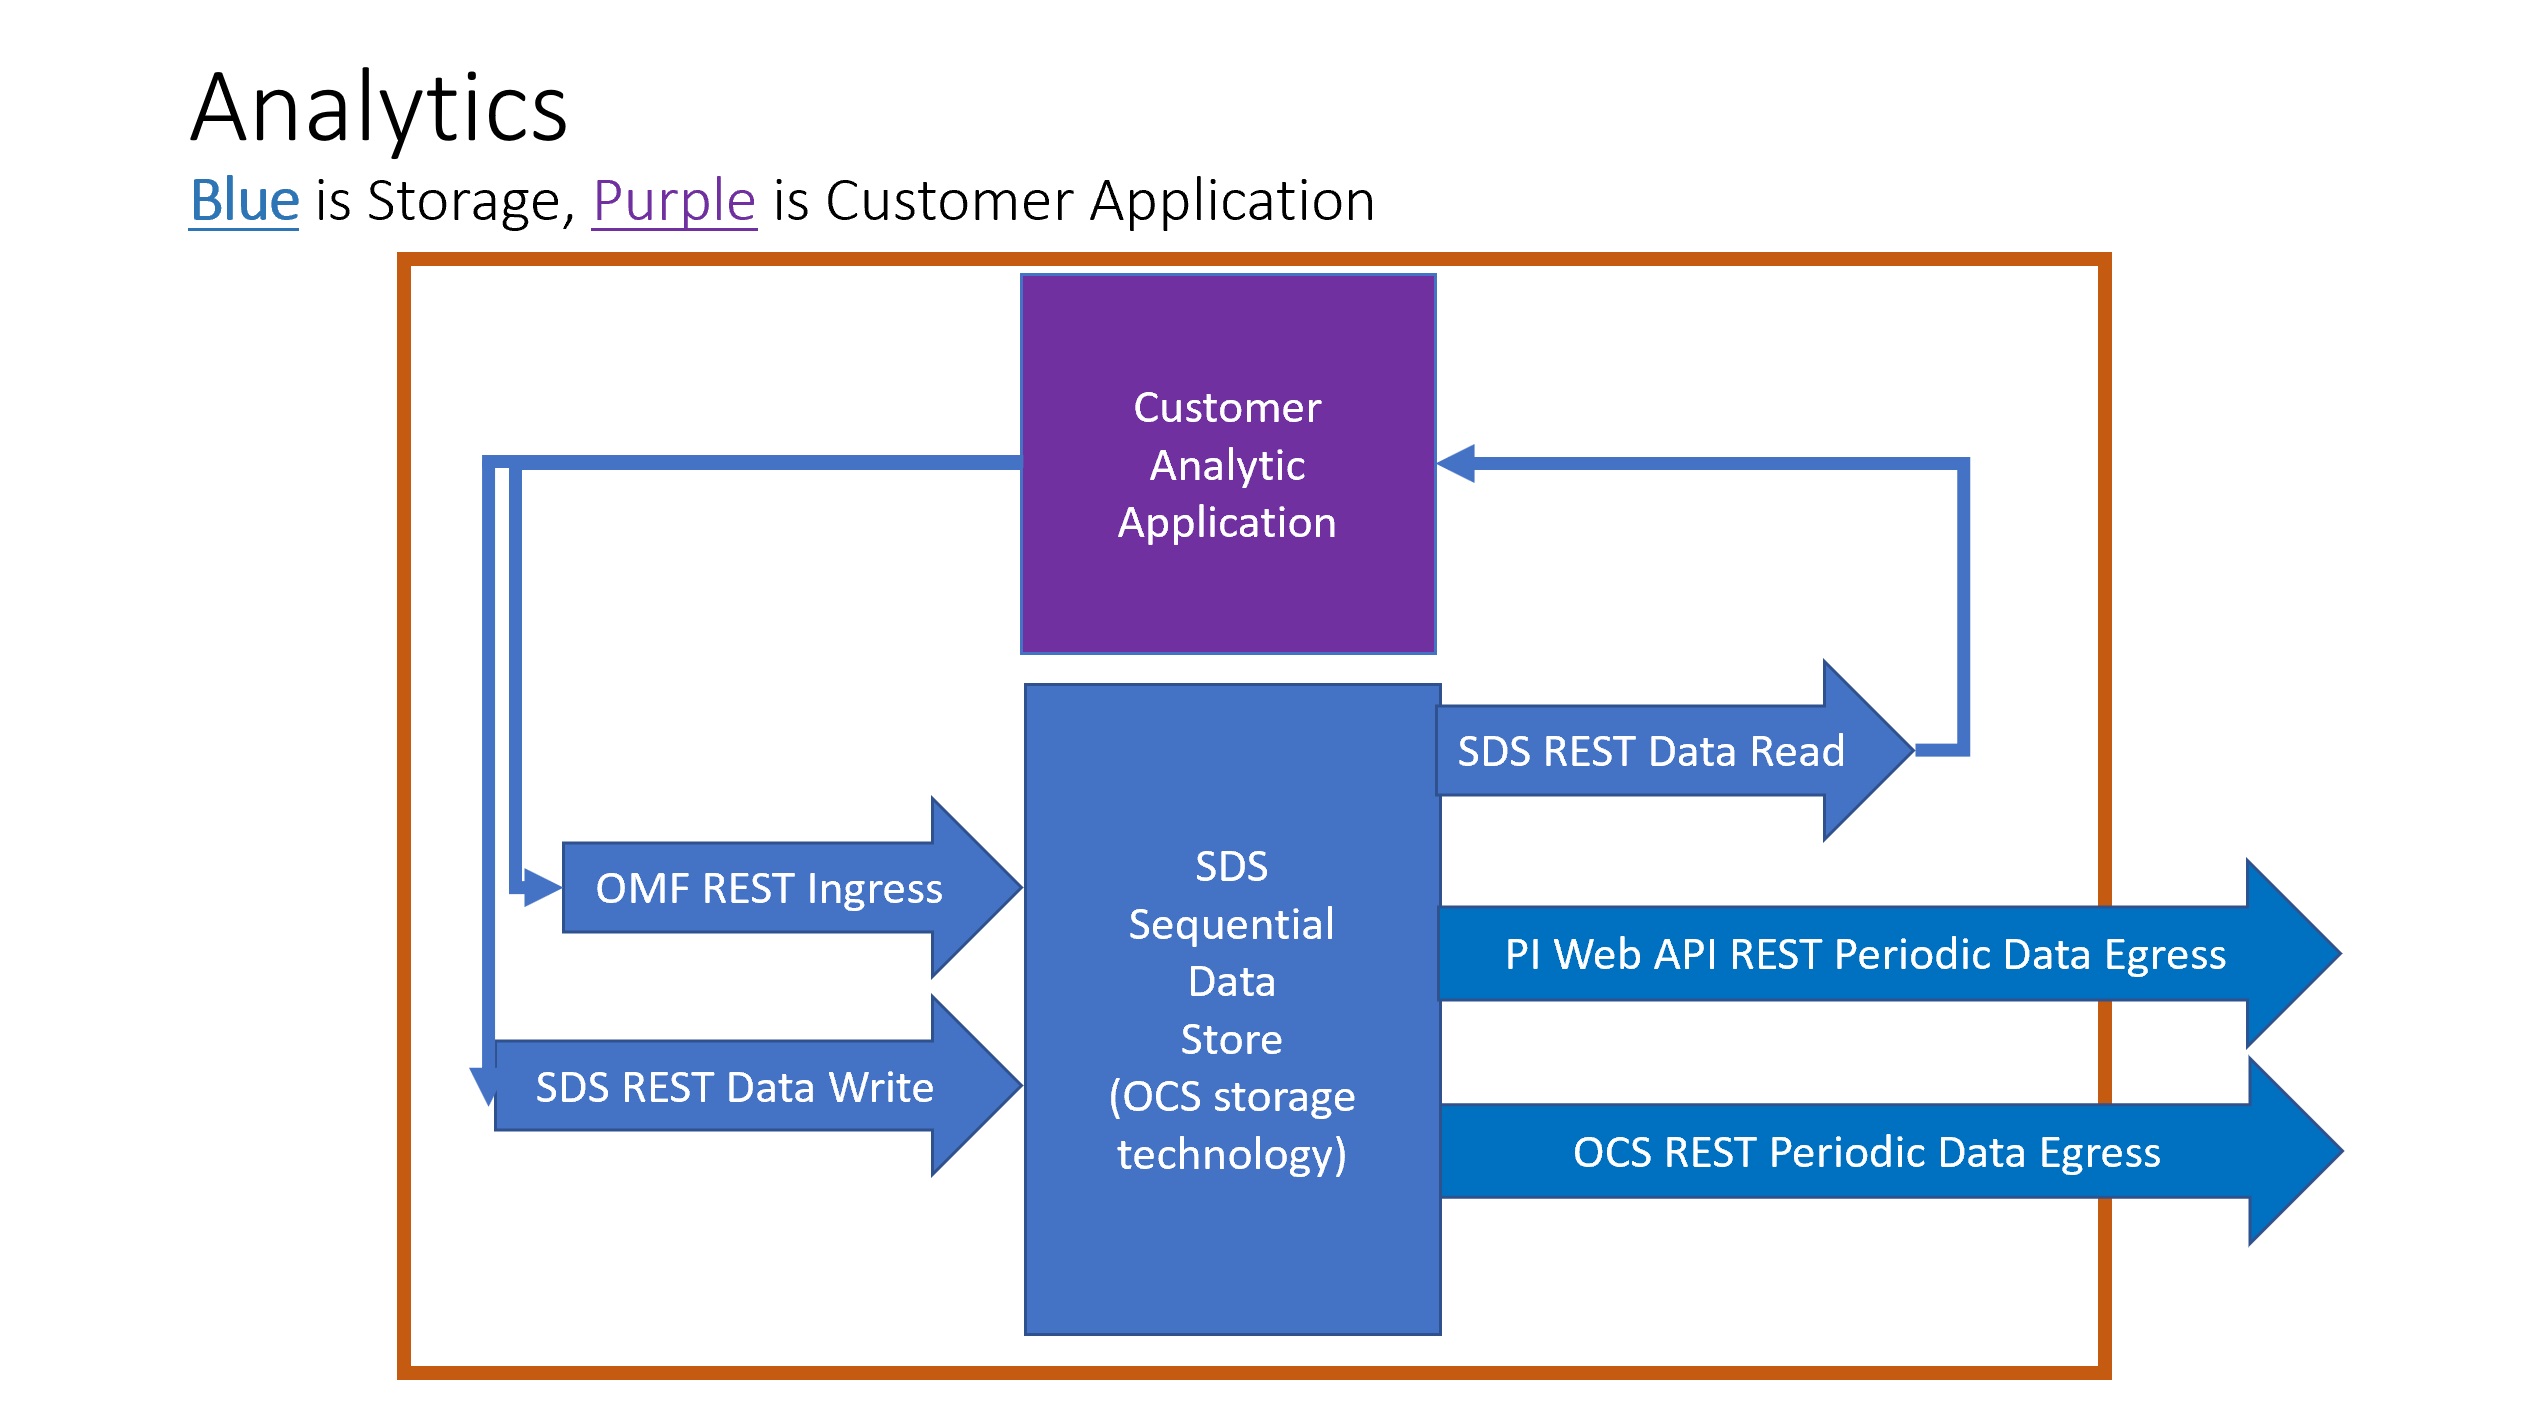 Analytics
Blue is Storage, Purple is Customer Application
Customer
Analytic
Application
SDS REST Data Read
OMF REST Ingress
SDS REST Data Write
SDS
Sequential
Data
Store
(OCS storage
technology)
PI Web API REST Periodic Data Egress
OCS REST Periodic Data Egress